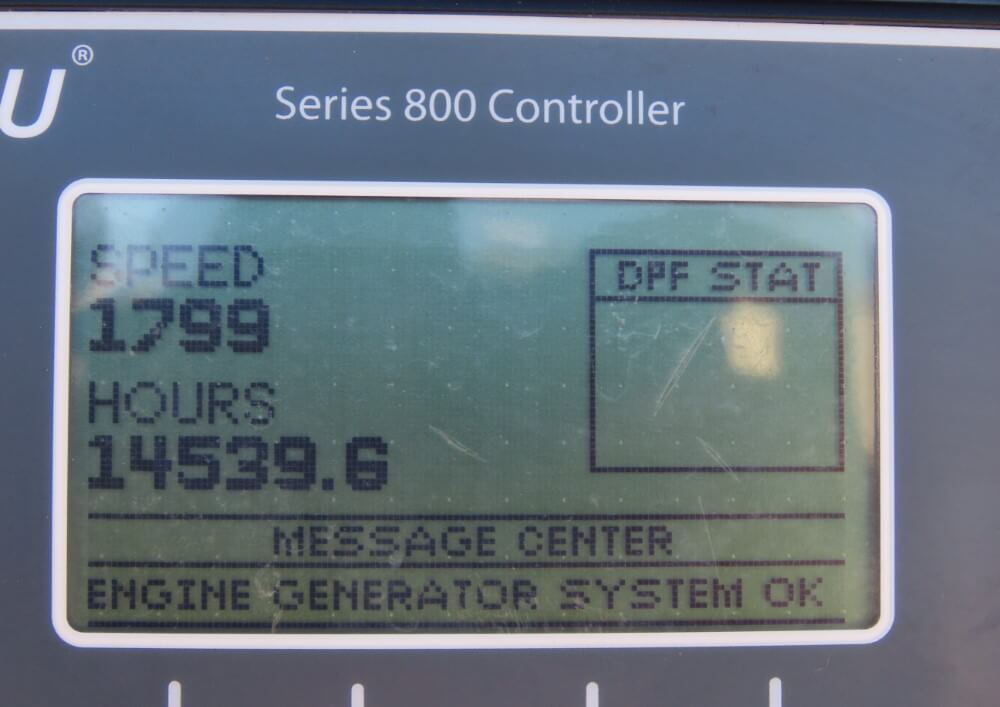 U®
Series 800 Controller
SPEED
1799
HOURS
14539.6
DPF STAT
MESSAGE CENTER
ENGINE GENERATOR SYSTEM OK